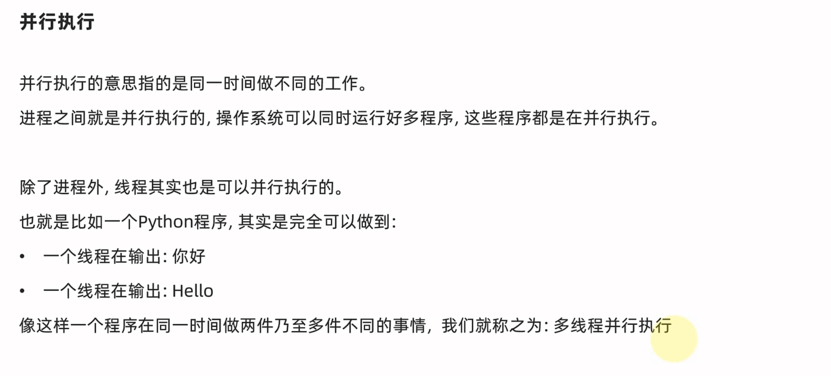 并行执行
并行执行的意思指的是同一时间做不同的工作。
进程之间就是并行执行的, 操作系统可以同时运行好多程序, 这些程序都是在并行执行。
除了进程外, 线程其实也是可以并行执行的。
也就是比如一个Python程序, 其实是完全可以做到:
• 一个线程在输出: 你好
• 一个线程在输出: Hello
像这样一个程序在同一时间做两件乃至多件不同的事情, 我们就称之为: 多线程并行执行